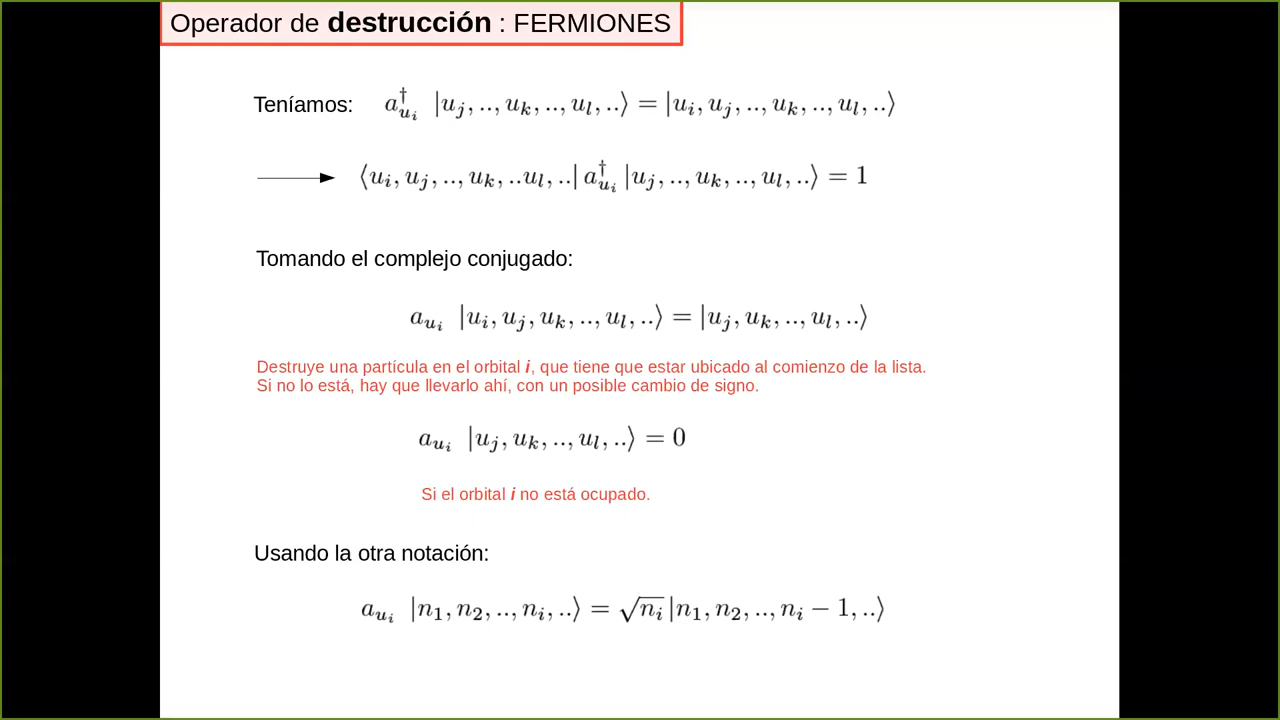 Operador de destrucción : FERMIONES
Teníamos: $a^\dagger_{u_i} \ |u_j, .., u_k, .., u_l, ..\rangle = |u_i, u_j, .., u_k, .., u_l, ..\rangle$
$\langle u_i, u_j, .., u_k, ..u_l, ..| \, a^\dagger_{u_i} \, |u_j, .., u_k, .., u_l, ..\rangle = 1$
Tomando el complejo conjugado:
$a_{u_i} \ |u_i, u_j, u_k, .., u_l, ..\rangle = |u_j, u_k, .., u_l, ..\rangle$
Destruye una partícula en el orbital i, que tiene que estar ubicado al comienzo de la lista.
Si no lo está, hay que llevarlo ahí, con un posible cambio de signo.
$a_{u_i} \ |u_j, u_k, .., u_l, ..\rangle = 0$
Si el orbital i no está ocupado.
Usando la otra notación:
$a_{u_i} \ |n_1, n_2, .., n_i, ..\rangle = \sqrt{n_i} \, |n_1, n_2, .., n_i - 1, ..\rangle$